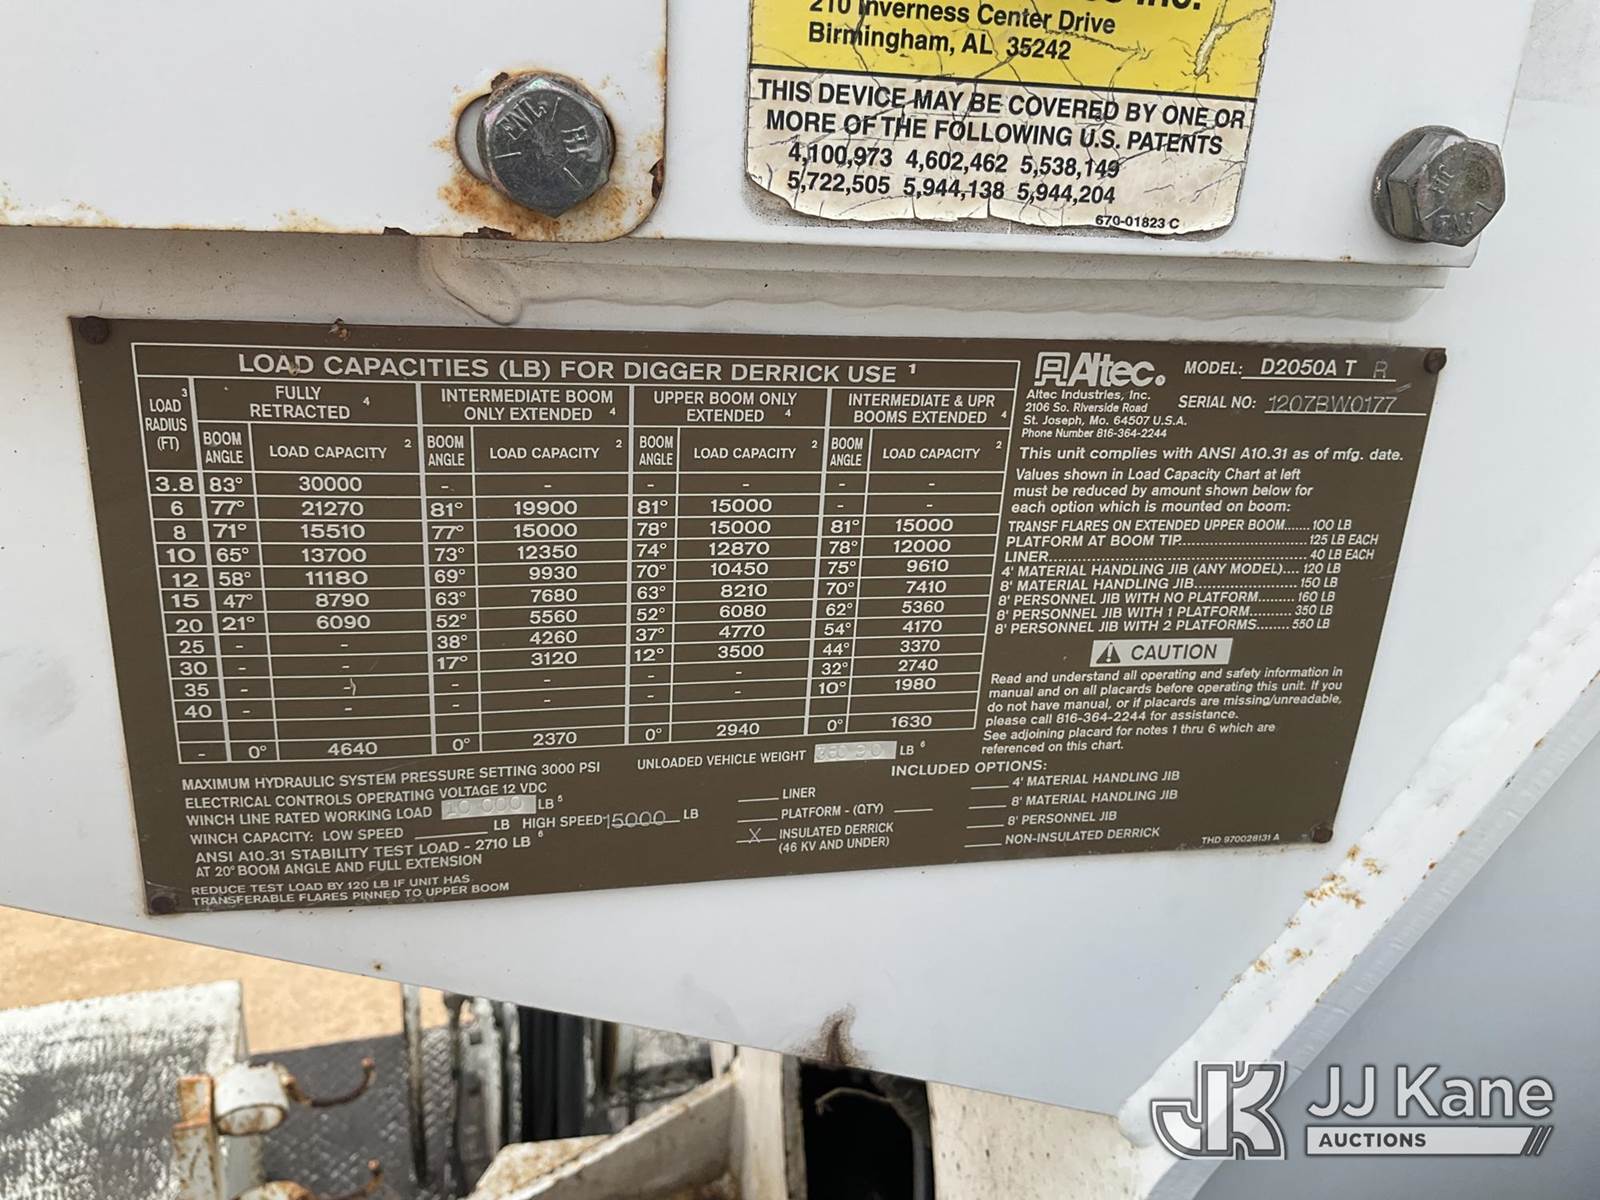 210 Inverness Center Drive
Birmingham, AL 35242
THIS DEVICE MAY BE COVERED BY ONE OR
MORE OF THE FOLLOWING U.S. PATENTS
4,100,973 4,602,462 5,538,149
5,722,505 5,944,138 5,944,204
670-01823 C
LOAD CAPACITIES (LB) FOR DIGGER DERRICK USE 1
LOAD 3 RADIUS (FT)
FULLY RETRACTED 4
INTERMEDIATE BOOM ONLY EXTENDED 4
UPPER BOOM ONLY EXTENDED 4
INTERMEDIATE & UPR BOOMS EXTENDED 4
BOOM ANGLE LOAD CAPACITY 2 BOOM ANGLE LOAD CAPACITY 2 BOOM ANGLE LOAD CAPACITY 2 BOOM ANGLE LOAD CAPACITY 2
3.8 83° 30000 - - - - - -
6 77° 21270 81° 19900 81° 15000 - -
8 71° 15510 77° 15000 78° 15000 81° 15000
10 65° 13700 73° 12350 74° 12870 78° 12000
12 58° 11180 69° 9930 70° 10450 75° 9610
15 47° 8790 63° 7680 63° 8210 70° 7410
20 21° 6090 52° 5560 52° 6080 62° 5360
25 - - 38° 4260 37° 4770 54° 4170
30 - - 17° 3120 12° 3500 44° 3370
35 - - - - - - 32° 2740
40 - - - - - - 10° 1980
- 0° 4640 0° 2370 0° 2940 0° 1630
MAXIMUM HYDRAULIC SYSTEM PRESSURE SETTING 3000 PSI
ELECTRICAL CONTROLS OPERATING VOLTAGE 12 VDC
WINCH LINE RATED WORKING LOAD 10 000 LB 5
WINCH CAPACITY: LOW SPEED ____ LB HIGH SPEED 15000 LB
ANSI A10.31 STABILITY TEST LOAD - 2710 LB 6
AT 20° BOOM ANGLE AND FULL EXTENSION
REDUCE TEST LOAD BY 120 LB IF UNIT HAS
TRANSFERABLE FLARES PINNED TO UPPER BOOM
UNLOADED VEHICLE WEIGHT LB 6
INCLUDED OPTIONS:
____ LINER
____ PLATFORM - (QTY) ____
X INSULATED DERRICK
(46 KV AND UNDER)
____ 4' MATERIAL HANDLING JIB
____ 8' MATERIAL HANDLING JIB
____ 8' PERSONNEL JIB
____ NON-INSULATED DERRICK
THD 970028131 A
Altec. MODEL: D2050A T R
Altec Industries, Inc.
2106 So. Riverside Road
St. Joseph, Mo. 64507 U.S.A.
Phone Number 816-364-2244
SERIAL NO: 1207BW0177
This unit complies with ANSI A10.31 as of mfg. date.
Values shown in Load Capacity Chart at left
must be reduced by amount shown below for
each option which is mounted on boom:
TRANSF FLARES ON EXTENDED UPPER BOOM......100 LB
PLATFORM AT BOOM TIP.........................125 LB EACH
LINER................................................40 LB EACH
4' MATERIAL HANDLING JIB (ANY MODEL)....120 LB
8' MATERIAL HANDLING JIB.....................150 LB
8' PERSONNEL JIB WITH NO PLATFORM........160 LB
8' PERSONNEL JIB WITH 1 PLATFORM..........350 LB
8' PERSONNEL JIB WITH 2 PLATFORMS........550 LB
CAUTION
Read and understand all operating and safety information in
manual and on all placards before operating this unit. If you
do not have manual, or if placards are missing/unreadable,
please call 816-364-2244 for assistance.
See adjoining placard for notes 1 thru 6 which are
referenced on this chart.
JK JJ Kane
AUCTIONS